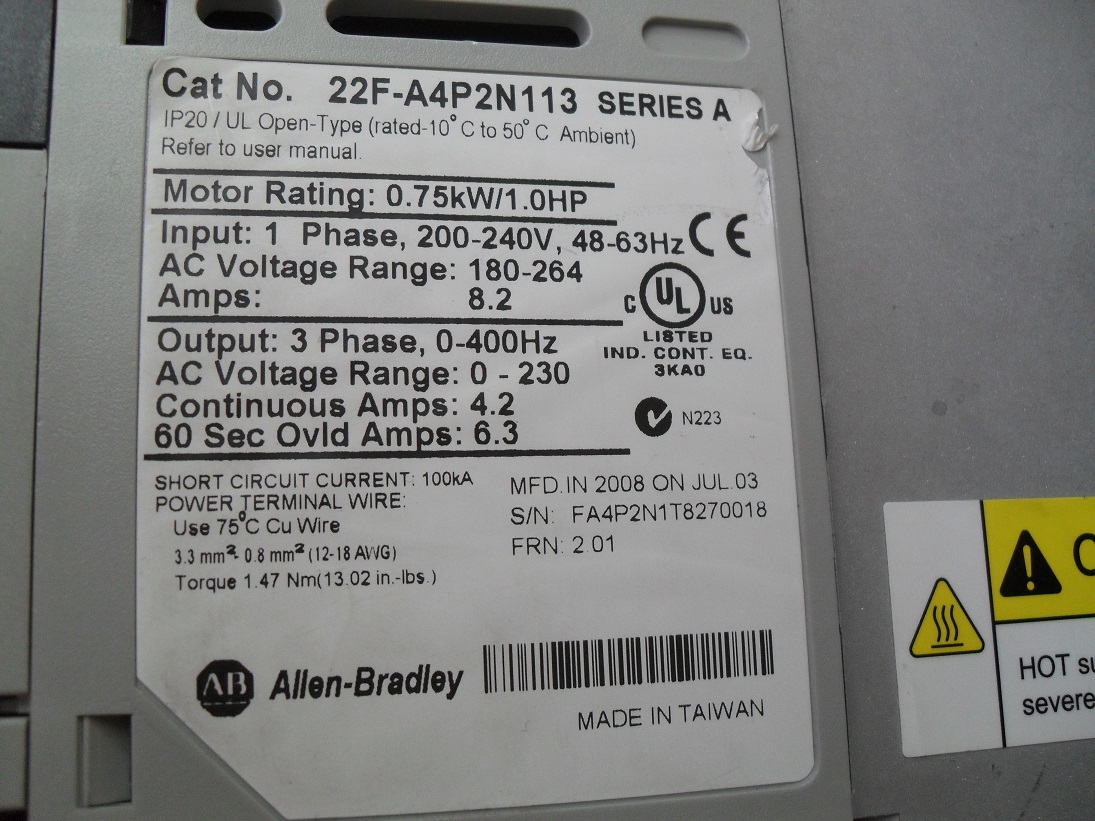 Cat No. 22F-A4P2N113 SERIES A
IP20 / UL Open-Type (rated-10°C to 50°C Ambient)
Refer to user manual.
Motor Rating: 0.75kW/1.0HP
Input: 1 Phase, 200-240V, 48-63Hz
CE
AC Voltage Range: 180-264
Amps: 8.2
C UL US
LISTED
IND. CONT. EQ.
3KA0
Output: 3 Phase, 0-400Hz
AC Voltage Range: 0 - 230
Continuous Amps: 4.2
60 Sec Ovld Amps: 6.3
N223
SHORT CIRCUIT CURRENT: 100kA
POWER TERMINAL WIRE:
Use 75°C Cu Wire
3.3 mm²- 0.8 mm² (12-18 AWG)
Torque 1.47 Nm(13.02 in.-lbs.)
MFD.IN 2008 ON JUL.03
S/N: FA4P2N1T8270018
FRN: 2.01
AB Allen-Bradley
MADE IN TAIWAN
HOT
severe